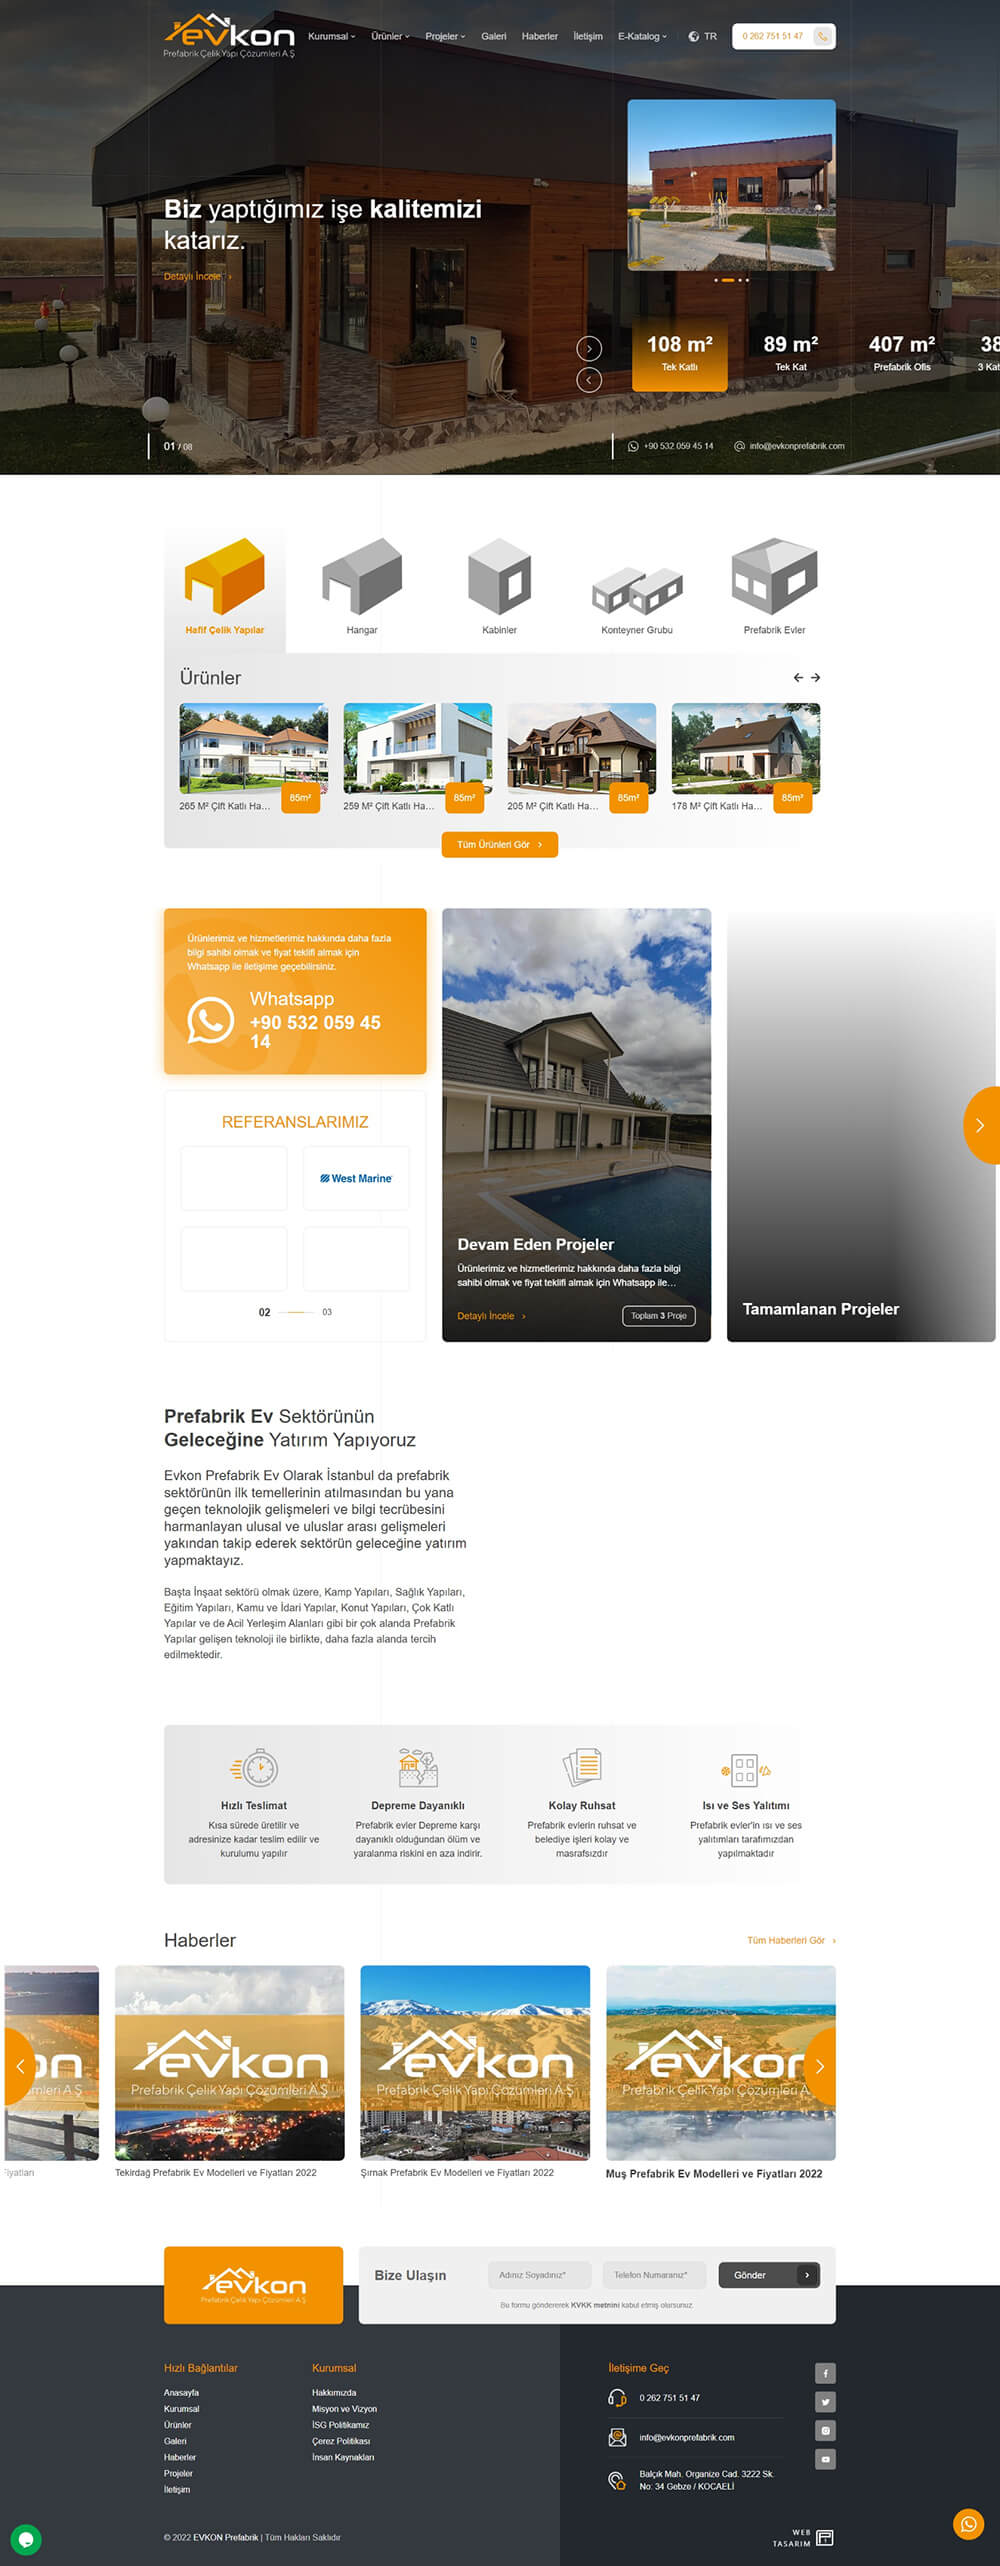 evkon
Prefabrik Çelik Yapı Çözümleri A.Ş
Kurumsal Ürünler Projeler Galeri Haberler İletişim E-Katalog TR 0 262 751 51 47
Biz yaptığımız işe kalitemizi
katarız.
Detaylı İncele
108 m² 89 m² 407 m² 38
Tek Katlı Tek Kat Prefabrik Ofis 3 Kat
01 / 08 +90 532 059 45 14 info@evkonprefabrik.com
Hafif Çelik Yapılar Hangar Kabinler Konteyner Grubu Prefabrik Evler
Ürünler
85m² 85m² 85m² 85m²
265 M² Çift Katlı Ha... 259 M² Çift Katlı Ha... 205 M² Çift Katlı Ha... 178 M² Çift Katlı Ha...
Tüm Ürünleri Gör
Ürünlerimiz ve hizmetlerimiz hakkında daha fazla
bilgi sahibi olmak ve fiyat teklifi almak için
Whatsapp ile iletişime geçebilirsiniz.
Whatsapp
+90 532 059 45
14
REFERANSLARIMIZ
West Marine
02 03
Devam Eden Projeler
Ürünlerimiz ve hizmetlerimiz hakkında daha fazla bilgi
sahibi olmak ve fiyat teklifi almak için Whatsapp ile...
Detaylı İncele Toplam 3 Proje
Tamamlanan Projeler
Prefabrik Ev Sektörünün
Geleceğine Yatırım Yapıyoruz
Evkon Prefabrik Ev Olarak İstanbul da prefabrik
sektörünün ilk temellerinin atılmasından bu yana
geçen teknolojik gelişmeleri ve bilgi tecrübesini
harmanlayan ulusal ve uluslar arası gelişmeleri
yakından takip ederek sektörün geleceğine yatırım
yapmaktayız.
Başta İnşaat sektörü olmak üzere, Kamp Yapıları, Sağlık Yapıları,
Eğitim Yapıları, Kamu ve İdari Yapılar, Konut Yapıları, Çok Katlı
Yapılar ve de Acil Yerleşim Alanları gibi bir çok alanda Prefabrik
Yapılar gelişen teknoloji ile birlikte, daha fazla alanda tercih
edilmektedir.
Hızlı Teslimat
Kısa sürede üretilir ve
adresinize kadar teslim edilir ve
kurulumu yapılır
Depreme Dayanıklı
Prefabrik evler Depreme karşı
dayanıklı olduğundan ölüm ve
yaralanma riskini en aza indirir.
Kolay Ruhsat
Prefabrik evlerin ruhsat ve
belediye işleri kolay ve
masrafsızdır
Isı ve Ses Yalıtımı
Prefabrik evler'in ısı ve ses
yalıtımları tarafımızdan
yapılmaktadır
Haberler
Tüm Haberleri Gör
kon
mleri A.Ş
Fiyatları
evkon
Prefabrik Çelik Yapı Çözümleri A.Ş
Tekirdağ Prefabrik Ev Modelleri ve Fiyatları 2022
evkon
Prefabrik Çelik Yapı Çözümleri A.Ş
Şırnak Prefabrik Ev Modelleri ve Fiyatları 2022
evkon
Prefabrik Çelik Yapı Çözümleri A
Muş Prefabrik Ev Modelleri ve Fiyatları 2022
evkon
Prefabrik Çelik Yapı Çözümleri A.Ş
Bize Ulaşın
Adınız Soyadınız*
Telefon Numaranız*
Gönder
Bu formu göndererek KVKK metnini kabul etmiş olursunuz.
Hızlı Bağlantılar
Anasayfa
Kurumsal
Ürünler
Galeri
Haberler
Projeler
İletişim
Kurumsal
Hakkımızda
Misyon ve Vizyon
İSG Politikamız
Çerez Politikası
İnsan Kaynakları
İletişime Geç
0 262 751 51 47
info@evkonprefabrik.com
Balçık Mah. Organize Cad. 3222 Sk.
No: 34 Gebze / KOCAELİ
© 2022 EVKON Prefabrik | Tüm Hakları Saklıdır
WEB
TASARIM